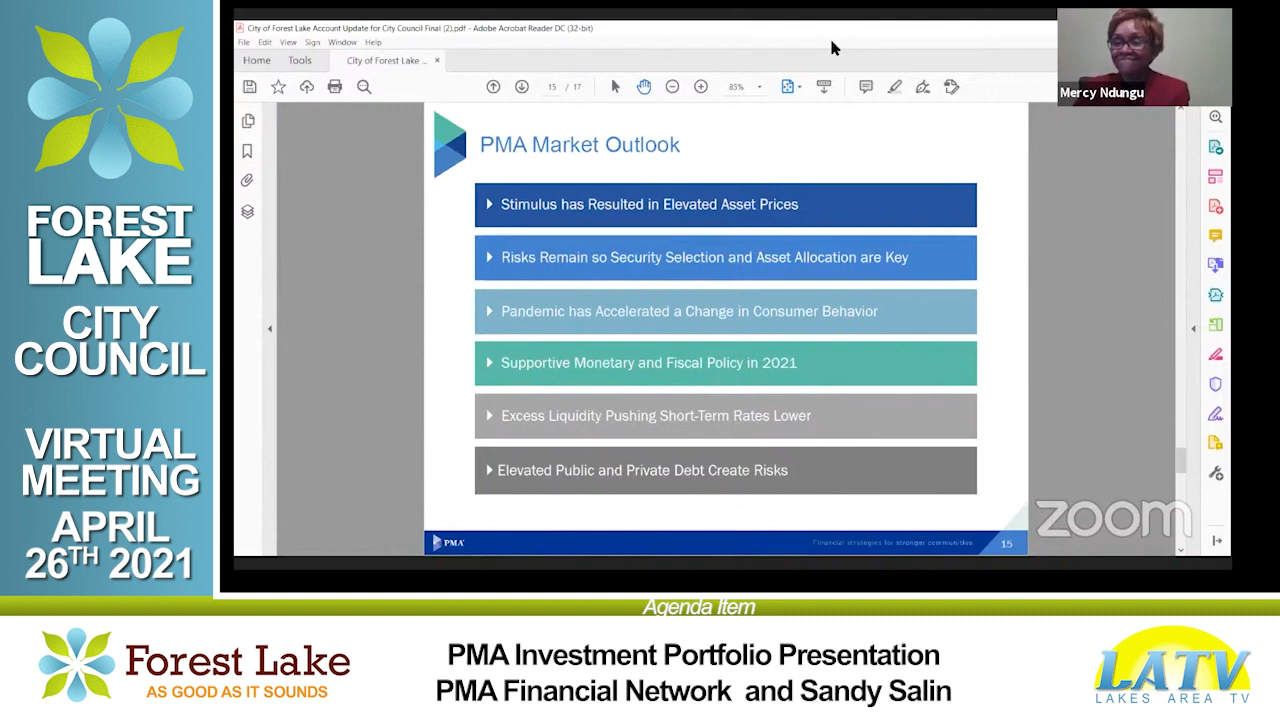 FOREST
LAKE
CITY
COUNCIL
VIRTUAL
MEETING
APRIL
26TH 2021
City of Forest Lake Account Update for City Council Final (2).pdf - Adobe Acrobat Reader DC (32-bit)
File Edit View Sign Window Help
Home Tools City of Forest Lake ... ×
15 / 17 85%
Mercy Ndungu
PMA Market Outlook
Stimulus has Resulted in Elevated Asset Prices
Risks Remain so Security Selection and Asset Allocation are Key
Pandemic has Accelerated a Change in Consumer Behavior
Supportive Monetary and Fiscal Policy in 2021
Excess Liquidity Pushing Short-Term Rates Lower
Elevated Public and Private Debt Create Risks
zoom
PMA Financial strategies for stronger communities. 15
Agenda Item
Forest Lake
AS GOOD AS IT SOUNDS
PMA Investment Portfolio Presentation
PMA Financial Network and Sandy Salin
LATV
LAKES AREA TV